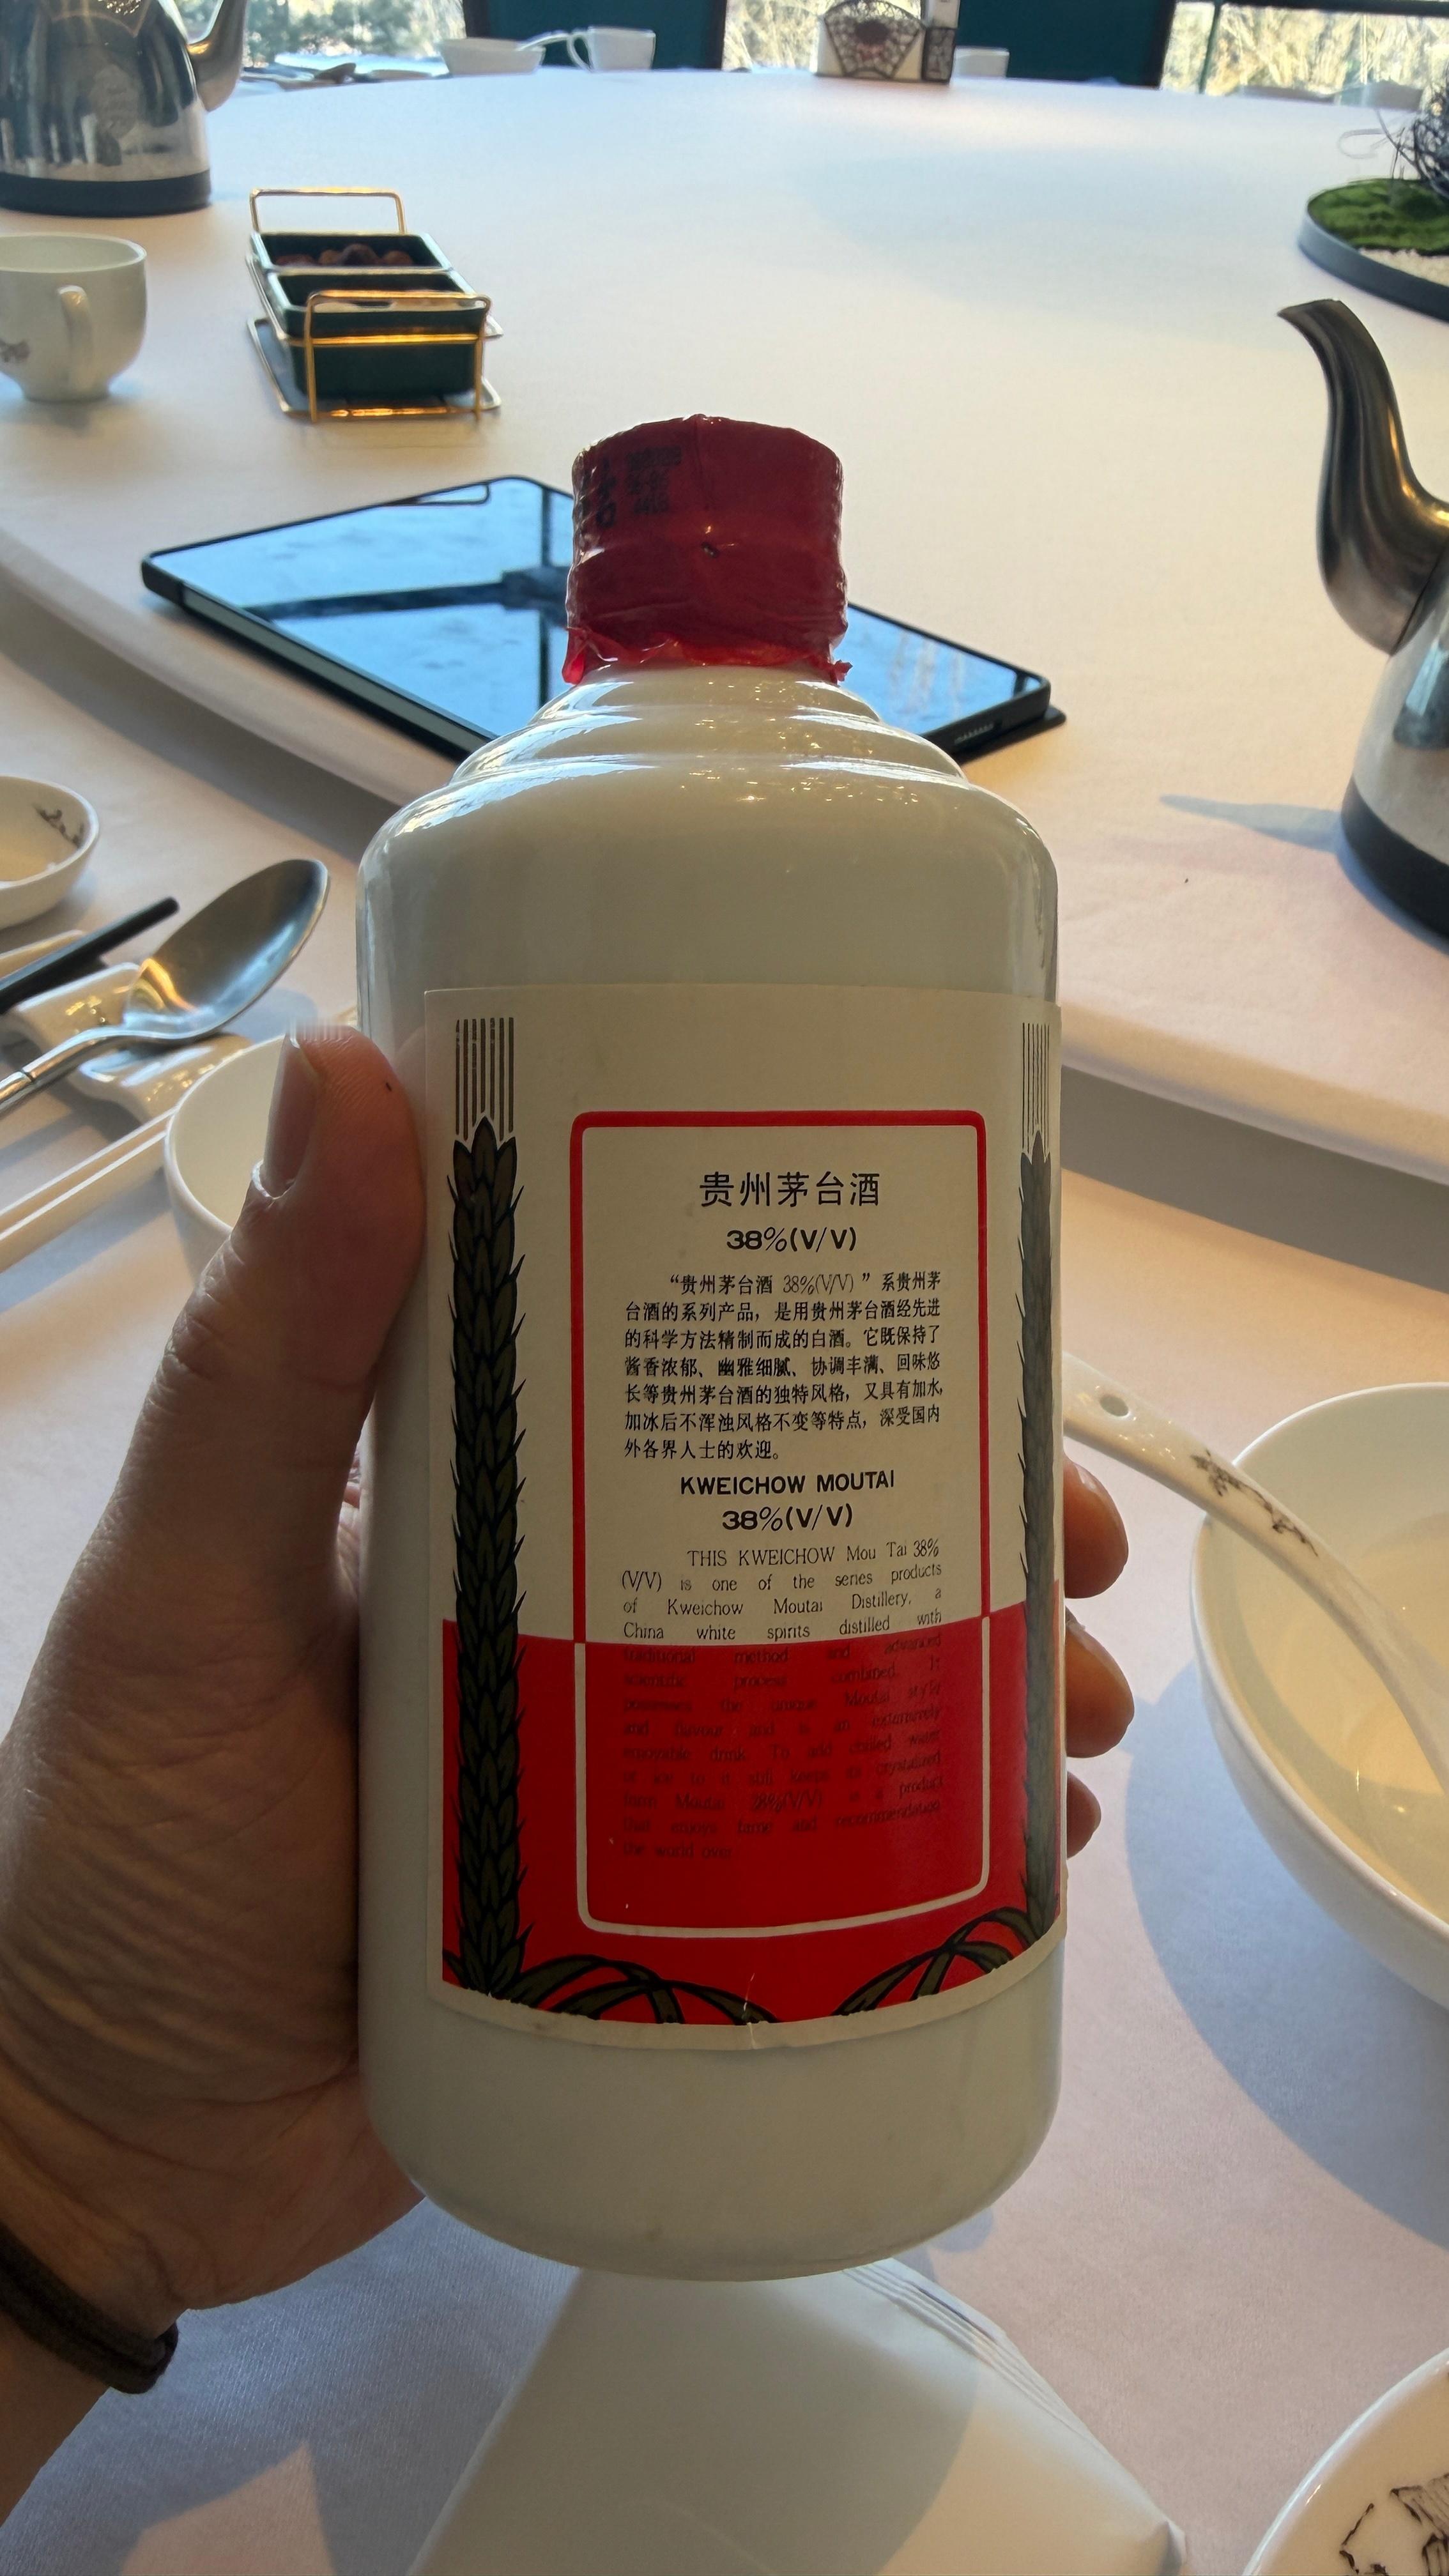 贵州茅台酒
38%(V/V)
“贵州茅台酒 38%(V/V)”系贵州茅
台酒的系列产品，是用贵州茅台酒经先进
的科学方法精制而成的白酒。它既保持了
酱香浓郁、幽雅细腻、协调丰满、回味悠
长等贵州茅台酒的独特风格，又具有加水，
加冰后不浑浊风格不变等特点，深受国内
外各界人士的欢迎。
KWEICHOW MOUTAI
38%(V/V)
THIS KWEICHOW Mou Tai 38%
(V/V) is one of the series products
of Kweichow Moutai Distillery, a
China white spirits distilled with
traditional method and advanced
scientific process combined. It
possesses the unique Moutai style
and flavour and is an extensively
enjoyable drink. To add cooled water
or ice to it still keeps its crystalized
form Moutai 38%(V/V) is a product
that enjoys fame and recommendation
the world over.